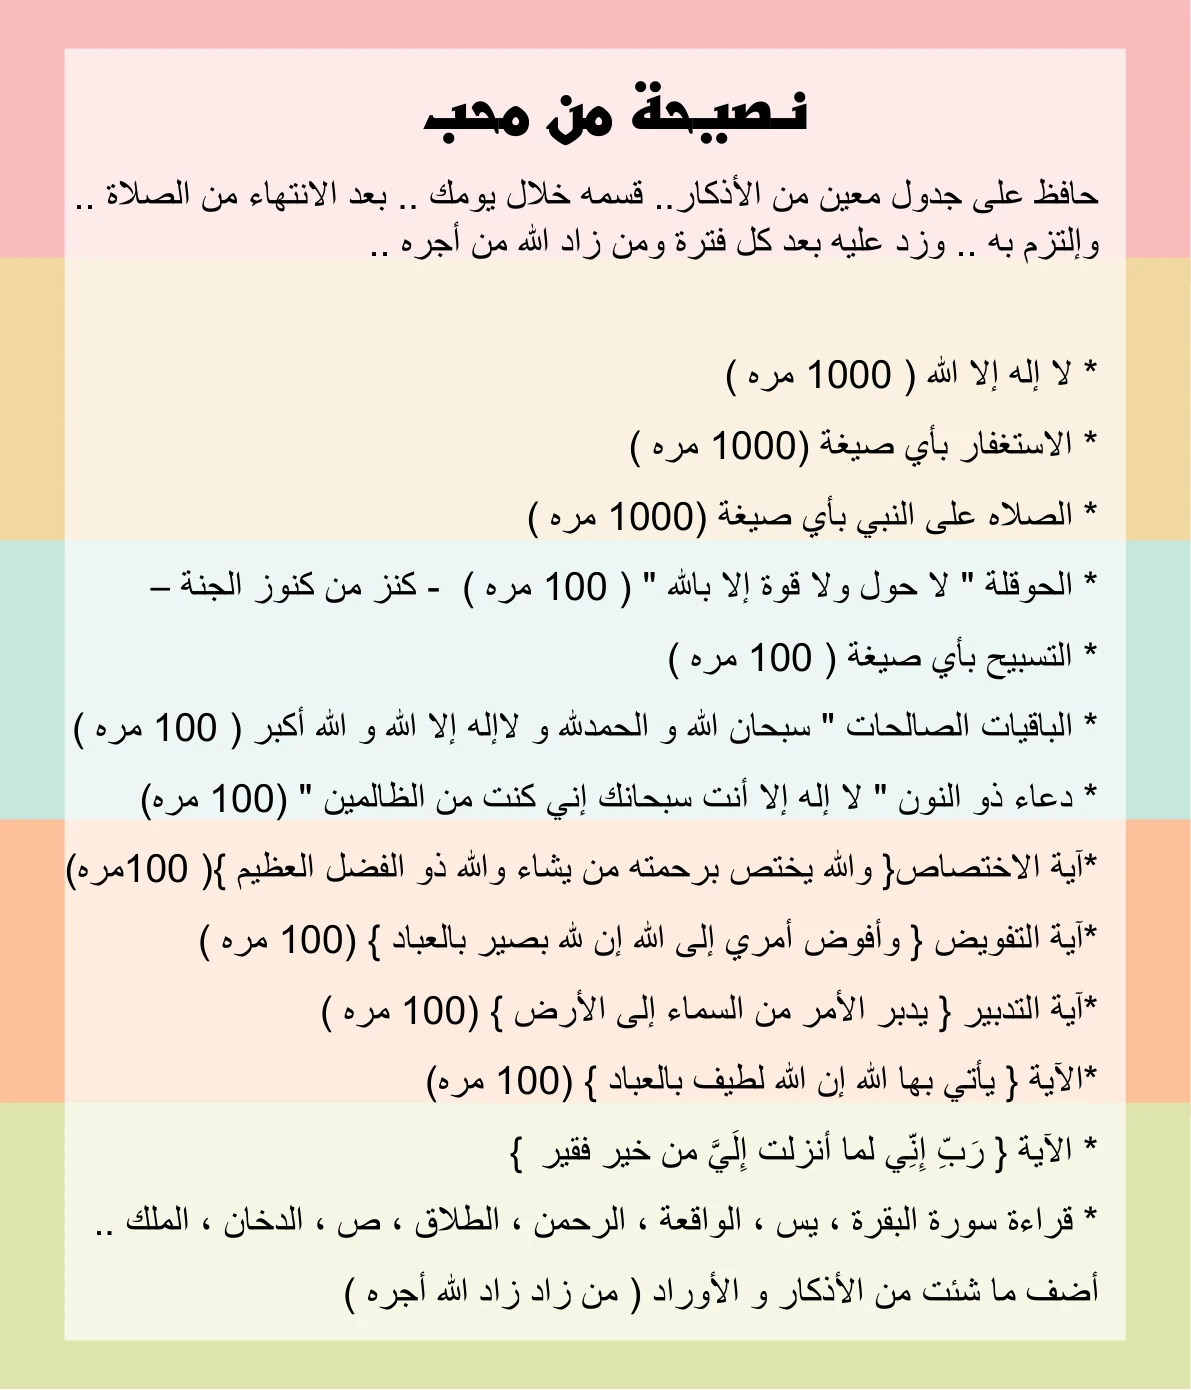 نصيحة من محب
حافظ على جدول معين من الأذكار.. قسمه خلال يومك .. بعد الانتهاء من الصلاة ..
وإلتزم به .. وزد عليه بعد كل فترة ومن زاد الله من أجره ..
* لا إله إلا الله ( 1000 مره )
* الاستغفار بأي صيغة (1000 مره )
* الصلاه على النبي بأي صيغة (1000 مره )
* الحوقلة " لا حول ولا قوة إلا بالله " ( 100 مره ) - كنز من كنوز الجنة –
* التسبيح بأي صيغة ( 100 مره )
* الباقيات الصالحات " سبحان الله و الحمدلله و لاإله إلا الله و الله أكبر ( 100 مره )
* دعاء ذو النون " لا إله إلا أنت سبحانك إني كنت من الظالمين " (100 مره)
*آية الاختصاص{ والله يختص برحمته من يشاء والله ذو الفضل العظيم }( 100مره)
*آية التفويض { وأفوض أمري إلى الله إن لله بصير بالعباد } (100 مره )
*آية التدبير { يدبر الأمر من السماء إلى الأرض } (100 مره )
*الآية { يأتي بها الله إن الله لطيف بالعباد } (100 مره)
* الآية { رَبِّ إِنِّي لما أنزلت إِلَيَّ من خير فقير }
* قراءة سورة البقرة ، يس ، الواقعة ، الرحمن ، الطلاق ، ص ، الدخان ، الملك ..
أضف ما شئت من الأذكار و الأوراد ( من زاد زاد الله أجره )